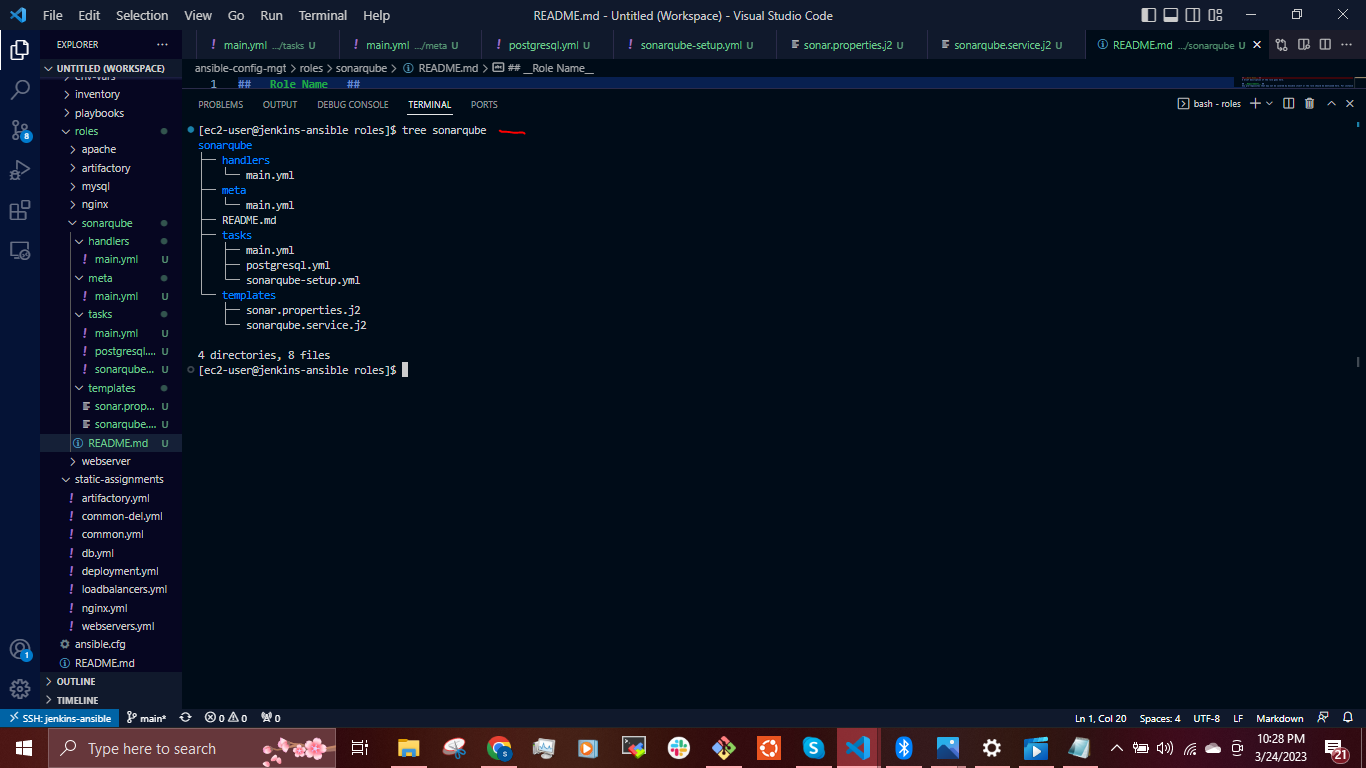 File Edit Selection View Go Run Terminal Help
README.md - Untitled (Workspace) - Visual Studio Code
EXPLORER ...
UNTITLED (WORKSPACE)
env-vars
inventory
playbooks
roles
apache
artifactory
mysql
nginx
sonarqube
handlers
! main.yml U
meta
! main.yml U
tasks
! main.yml U
! postgresql.... U
! sonarqube... U
templates
sonar.prop... U
sonarqube.... U
README.md U
webserver
static-assignments
! artifactory.yml
! common-del.yml
! common.yml
! db.yml
! deployment.yml
! loadbalancers.yml
! nginx.yml
! webservers.yml
ansible.cfg
README.md
OUTLINE
TIMELINE
8
1
! main.yml .../tasks U
! main.yml .../meta U
! postgresql.yml U
! sonarqube-setup.yml U
sonar.properties.j2 U
sonarqube.service.j2 U
README.md .../sonarqube U
ansible-config-mgt > roles > sonarqube > README.md > ## __Role Name__
1 ## __Role Name__ ##
PROBLEMS OUTPUT DEBUG CONSOLE TERMINAL PORTS
bash - roles
[ec2-user@jenkins-ansible roles]$ tree sonarqube
sonarqube
├── handlers
│   └── main.yml
├── meta
│   └── main.yml
├── README.md
├── tasks
│   ├── main.yml
│   ├── postgresql.yml
│   └── sonarqube-setup.yml
└── templates
    ├── sonar.properties.j2
    └── sonarqube.service.j2
4 directories, 8 files
[ec2-user@jenkins-ansible roles]$
SSH: jenkins-ansible main* 0 0 0
Ln 1, Col 20 Spaces: 4 UTF-8 LF Markdown
Type here to search
10:28 PM
3/24/2023
21